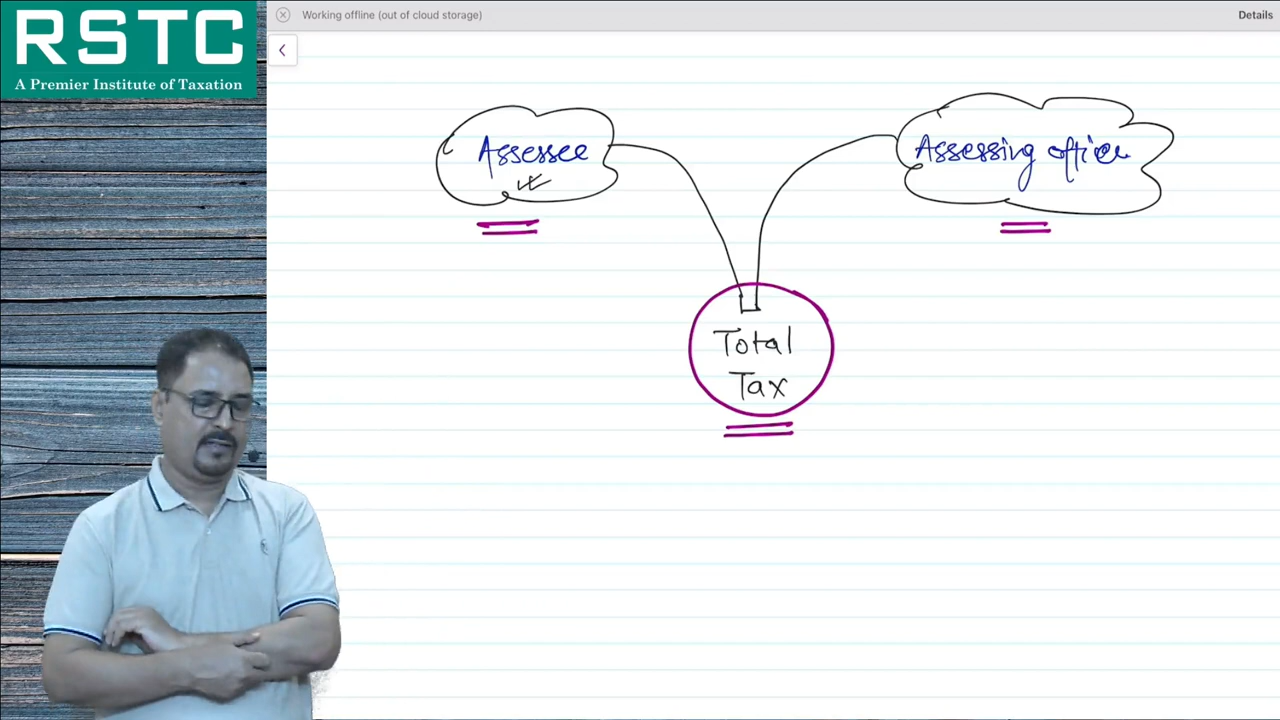 RSTC
A Premier Institute of Taxation
Working offline (out of cloud storage)
Details
Assessee
Assessing officer
Total
Tax